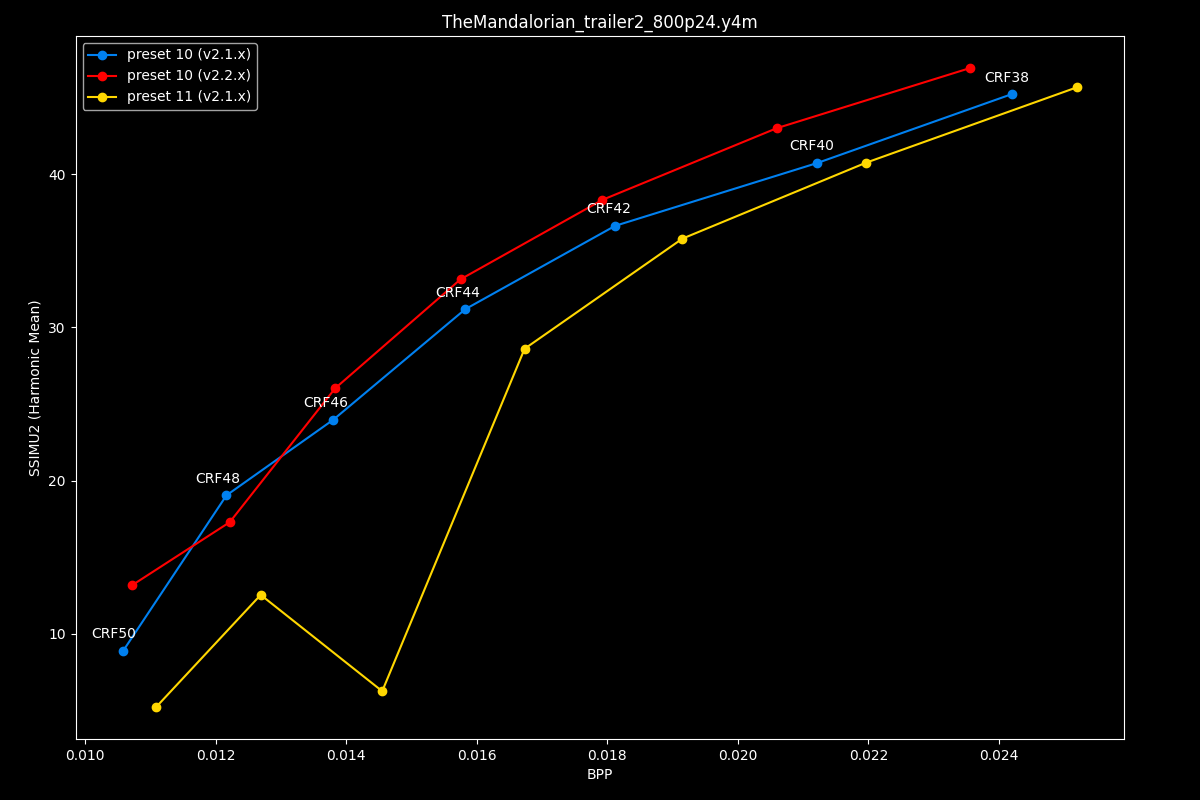 TheMandalorian_trailer2_800p24.y4m
preset 10 (v2.1.x)
preset 10 (v2.2.x)
preset 11 (v2.1.x)
CRF38
CRF40
CRF42
CRF44
CRF46
CRF48
CRF50
40
30
20
10
SSIMU2 (Harmonic Mean)
0.010 0.012 0.014 0.016 0.018 0.020 0.022 0.024
BPP